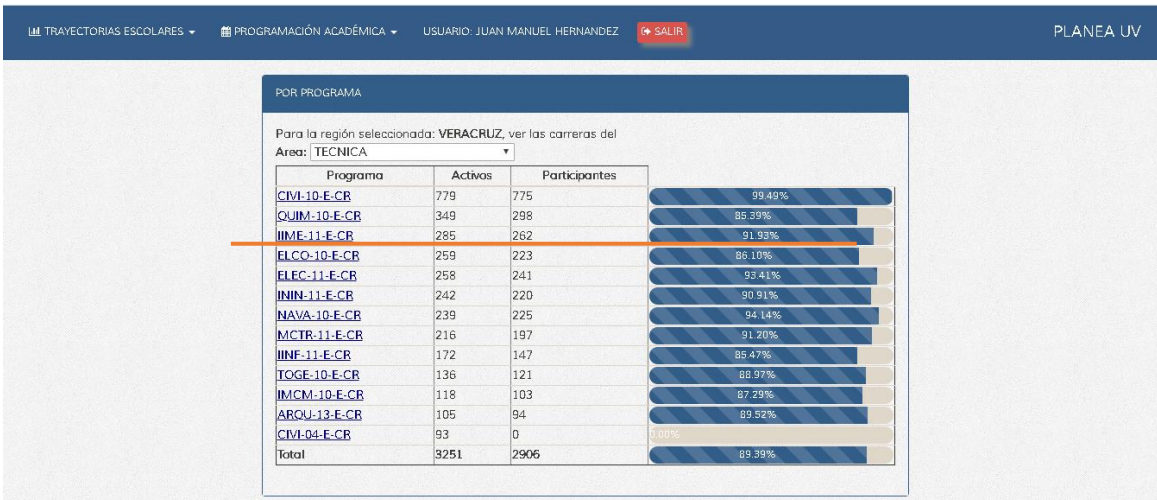 TRAYECTORIAS ESCOLARES PROGRAMACIÓN ACADÉMICA USUARIO: JUAN MANUEL HERNANDEZ SALIR PLANEA UV
POR PROGRAMA
Para la región seleccionada: VERACRUZ, ver las carreras del
Area: TECNICA
Programa Activos Participantes
CIVI-10-E-CR 779 775 99.49%
QUIM-10-E-CR 349 298 85.39%
IIME-11-E-CR 285 262 91.93%
ELCO-10-E-CR 259 223 86.10%
ELEC-11-E-CR 258 241 93.41%
ININ-11-E-CR 242 220 90.91%
NAVA-10-E-CR 239 225 94.14%
MCTR-11-E-CR 216 197 91.20%
IINF-11-E-CR 172 147 85.47%
TOGE-10-E-CR 136 121 88.97%
IMCM-10-E-CR 118 103 87.29%
ARQU-13-E-CR 105 94 89.52%
CIVI-04-E-CR 93 0 0.00%
Total 3251 2906 89.39%